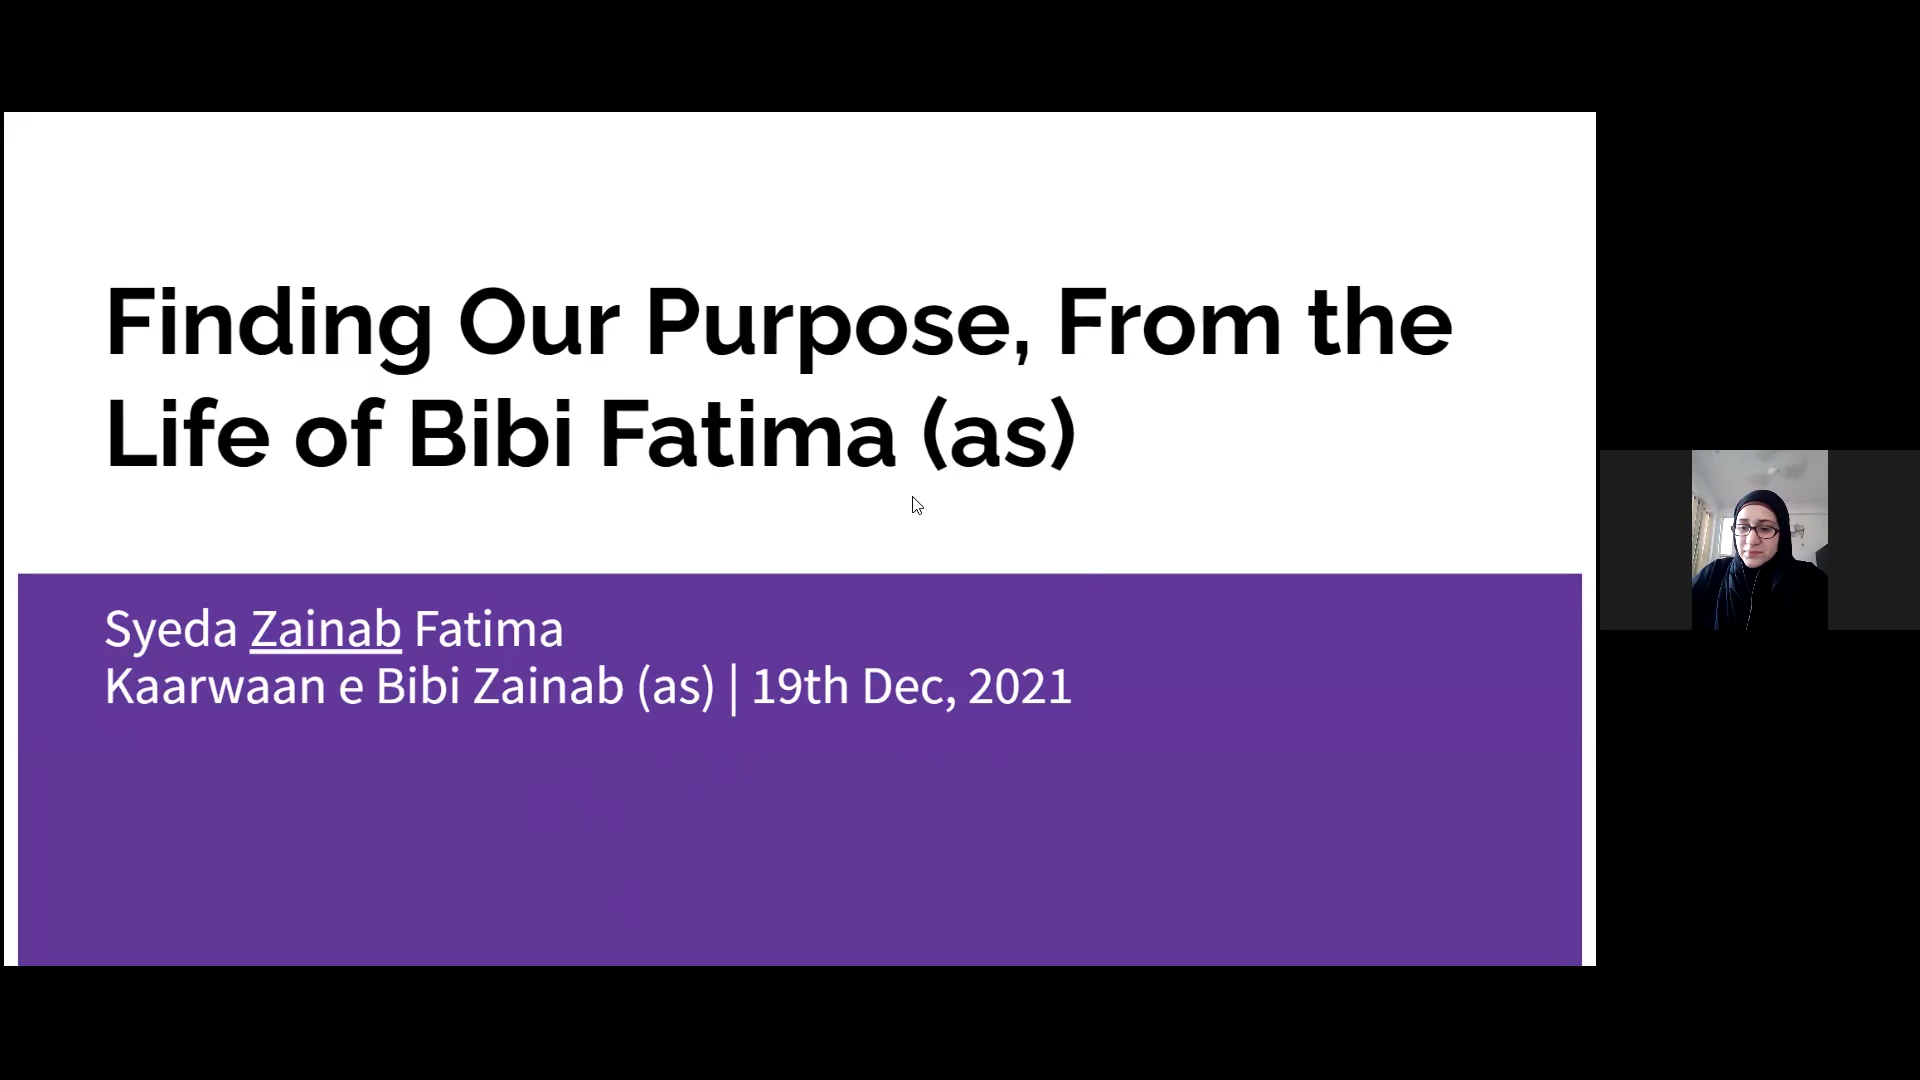 Finding Our Purpose, From the
Life of Bibi Fatima (as)
Syeda Zainab Fatima
Kaarwaan e Bibi Zainab (as) | 19th Dec, 2021